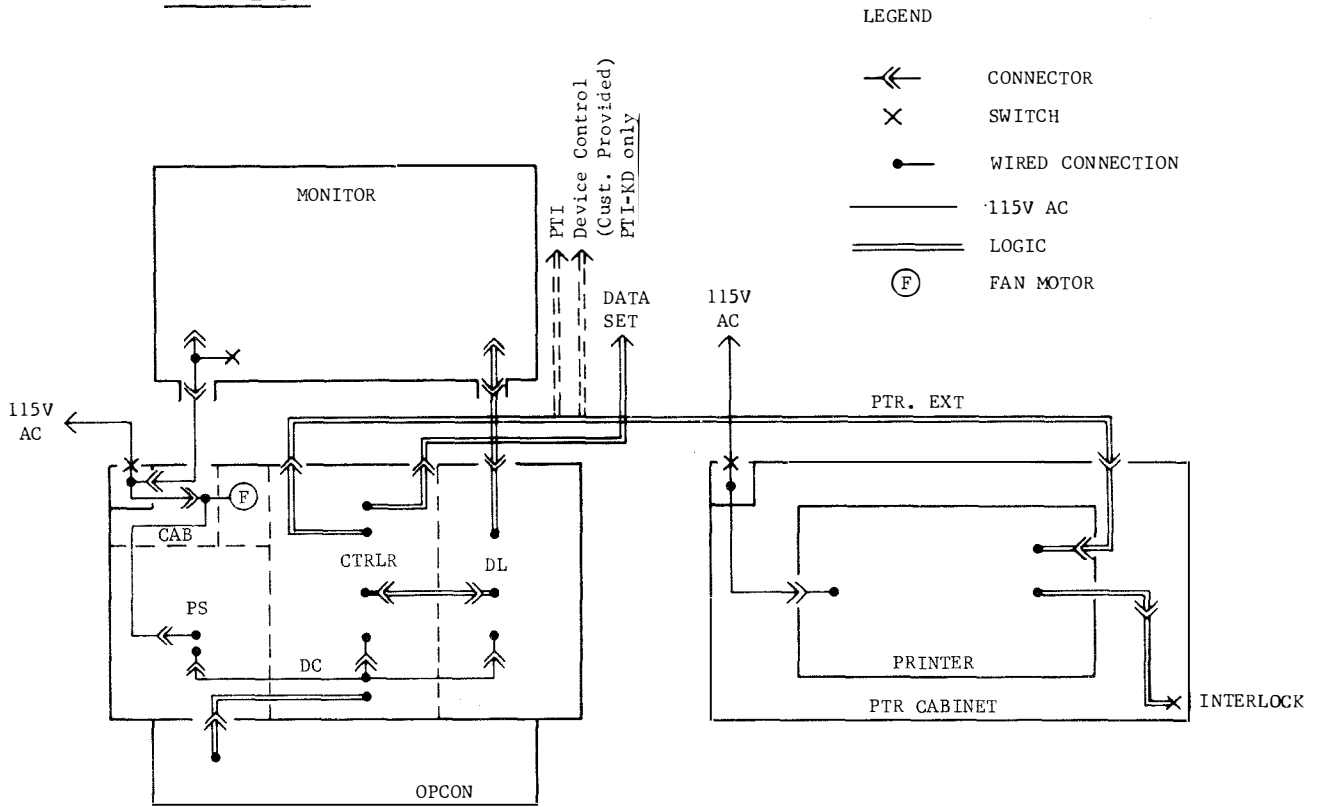 LEGEND
CONNECTOR
SWITCH
WIRED CONNECTION
115V AC
LOGIC
F FAN MOTOR
PTI
Device Control
(Cust. Provided)
PTI-KD only
MONITOR
DATA
SET
115V
AC
115V
AC
PTR. EXT
F
CAB
CTRLR
DL
PS
DC
OPCON
PRINTER
PTR CABINET
INTERLOCK